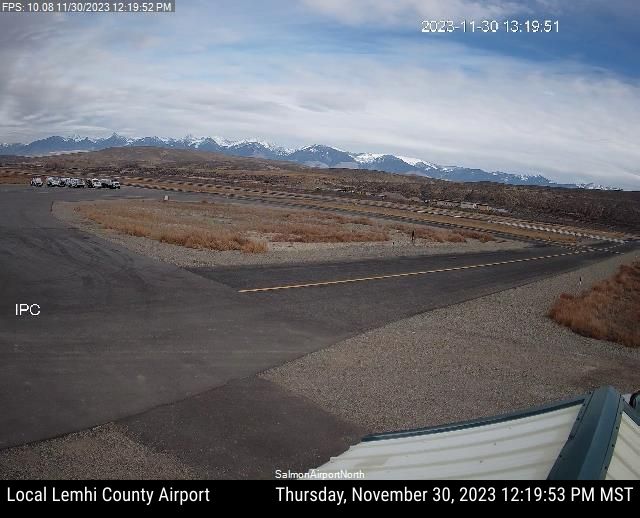 FPS: 10.08 11/30/2023 12:19:52 PM
2023-11-30 13:19:51
IPC
SalmonAirportNorth
Local Lemhi County Airport Thursday, November 30, 2023 12:19:53 PM MST